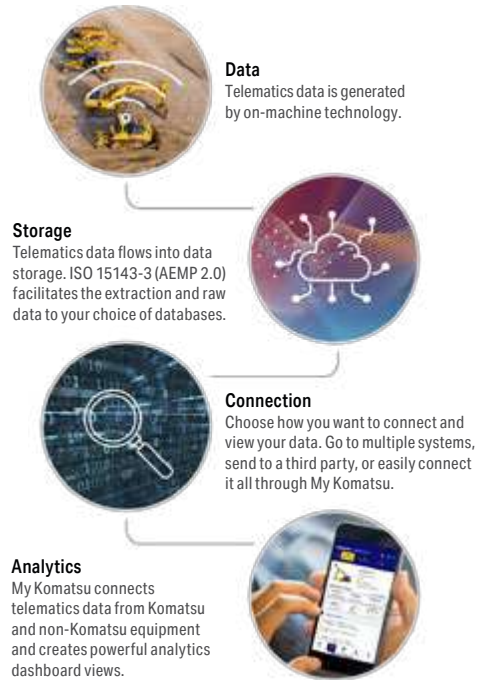 Data
Telematics data is generated
by on-machine technology.
Storage
Telematics data flows into data
storage. ISO 15143-3 (AEMP 2.0)
facilitates the extraction and raw
data to your choice of databases.
Connection
Choose how you want to connect and
view your data. Go to multiple systems,
send to a third party, or easily connect
it all through My Komatsu.
Analytics
My Komatsu connects
telematics data from Komatsu
and non-Komatsu equipment
and creates powerful analytics
dashboard views.